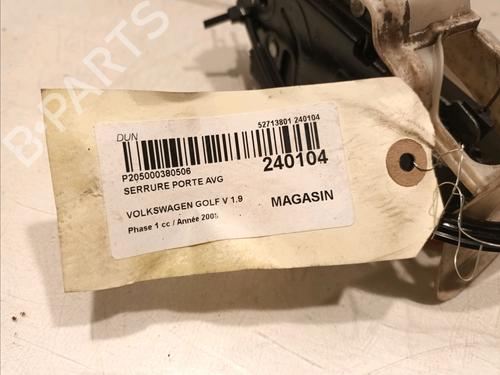 B-PARTS
DUN
52713801 240104
P205000380506
240104
SERRURE PORTE AVG
VOLKSWAGEN GOLF V 1.9
MAGASIN
Phase 1 cc / Année 2005